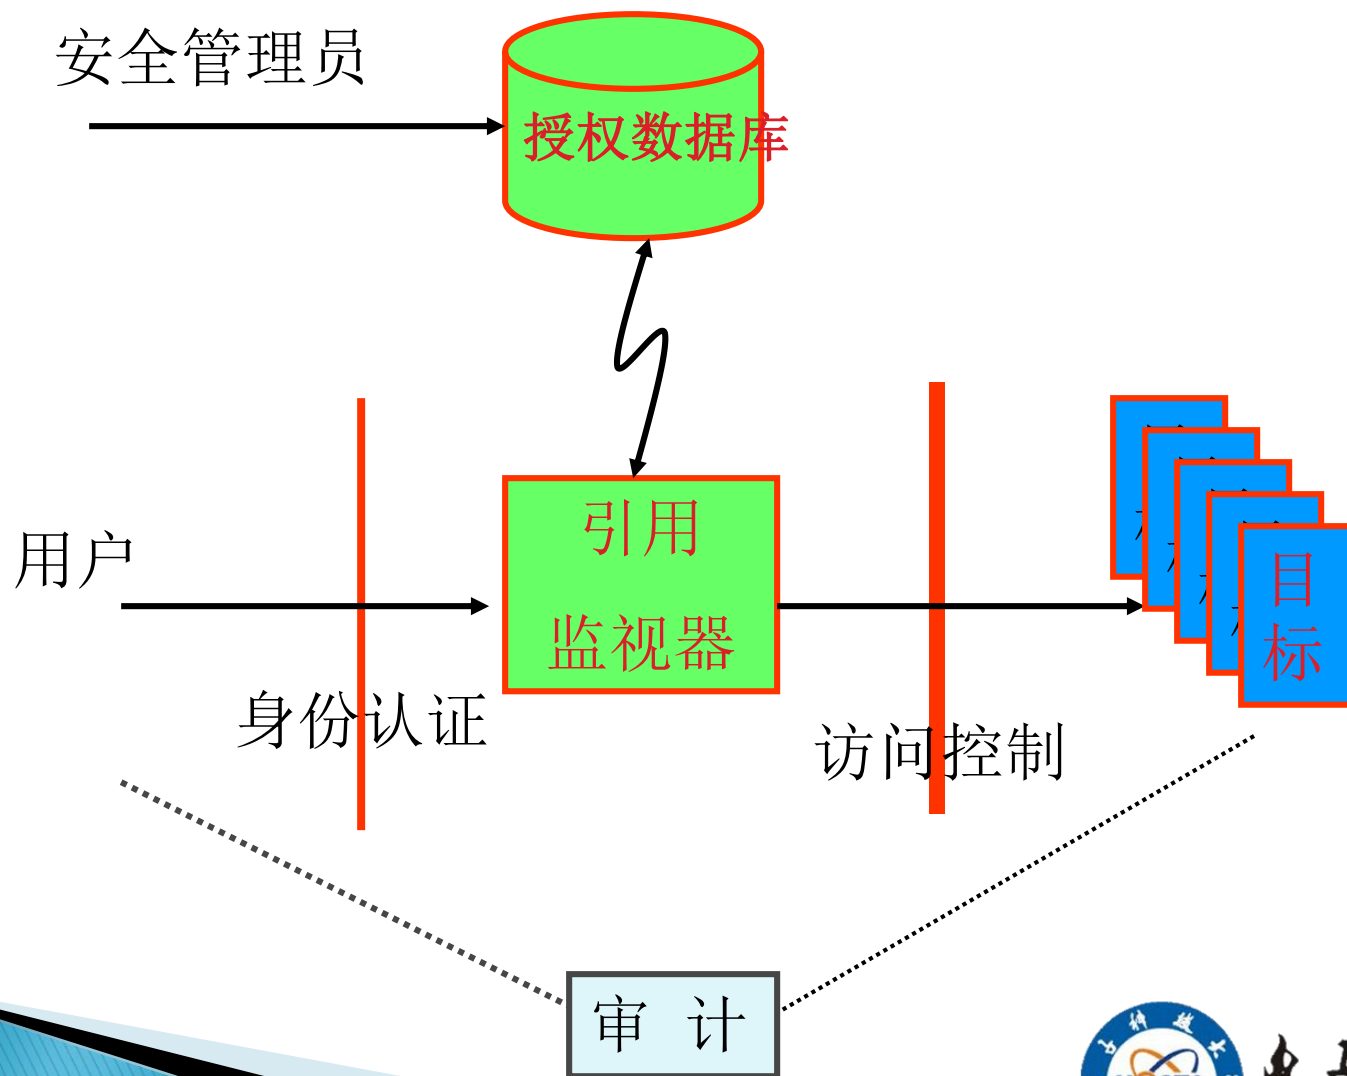 安全管理员
授权数据库
用户
引用
监视器
目
标
身份认证
访问控制
审 计